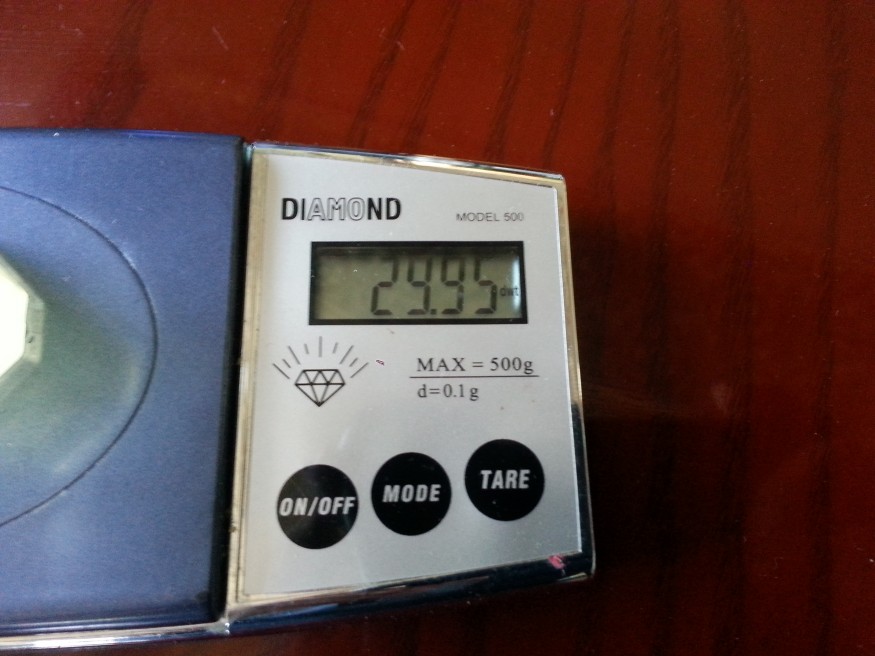 DIAMOND
MODEL 500
29.95 dwt
MAX = 500g
d=0.1g
ON/OFF
MODE
TARE